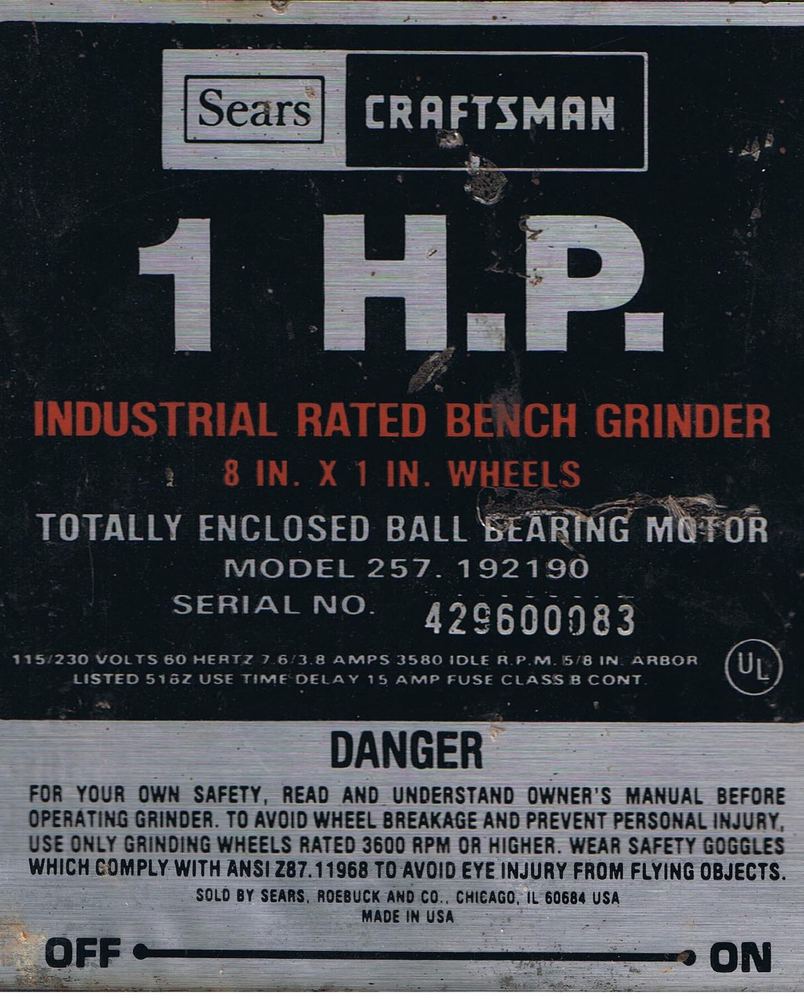 Sears CRAFTSMAN
1 H.P.
INDUSTRIAL RATED BENCH GRINDER
8 IN. X 1 IN. WHEELS
TOTALLY ENCLOSED BALL BEARING MOTOR
MODEL 257. 192190
SERIAL NO. 429600083
115/230 VOLTS 60 HERTZ 7.6/3.8 AMPS 3580 IDLE R.P.M. 5/8 IN. ARBOR
LISTED 516Z USE TIME DELAY 15 AMP FUSE CLASS B CONT.
UL
DANGER
FOR YOUR OWN SAFETY, READ AND UNDERSTAND OWNER'S MANUAL BEFORE
OPERATING GRINDER. TO AVOID WHEEL BREAKAGE AND PREVENT PERSONAL INJURY,
USE ONLY GRINDING WHEELS RATED 3600 RPM OR HIGHER. WEAR SAFETY GOGGLES
WHICH COMPLY WITH ANSI Z87.11968 TO AVOID EYE INJURY FROM FLYING OBJECTS.
SOLD BY SEARS, ROEBUCK AND CO., CHICAGO, IL 60684 USA
MADE IN USA
OFF ON